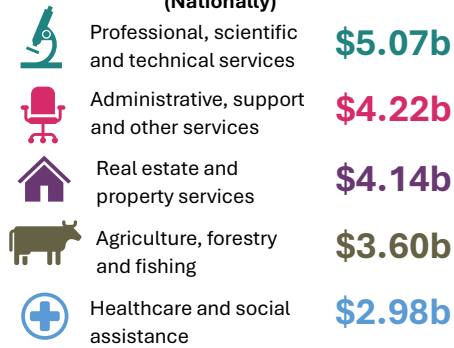 (Nationally)
Professional, scientific
and technical services
$5.07b
Administrative, support
and other services
$4.22b
Real estate and
property services
$4.14b
Agriculture, forestry
and fishing
$3.60b
Healthcare and social
assistance
$2.98b